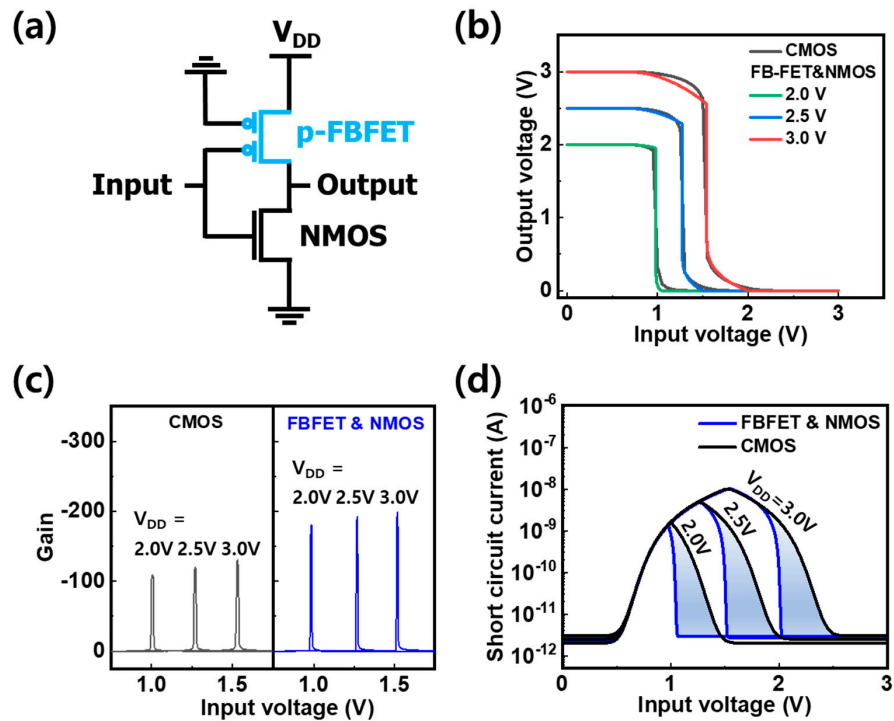 (a)
V_DD
p-FBFET
Input
Output
NMOS
(b)
Output voltage (V)
3
2
1
0
0
1
2
3
Input voltage (V)
CMOS
FB-FET&NMOS
2.0 V
2.5 V
3.0 V
(c)
Gain
-300
-200
-100
0
CMOS
V_DD =
2.0V 2.5V 3.0V
FBFET & NMOS
V_DD =
2.0V 2.5V 3.0V
1.0 1.5 1.0 1.5
Input voltage (V)
(d)
Short circuit current (A)
10^-6
10^-7
10^-8
10^-9
10^-10
10^-11
10^-12
FBFET & NMOS
CMOS
V_DD=3.0V
2.5V
2.0V
0 1 2 3
Input voltage (V)